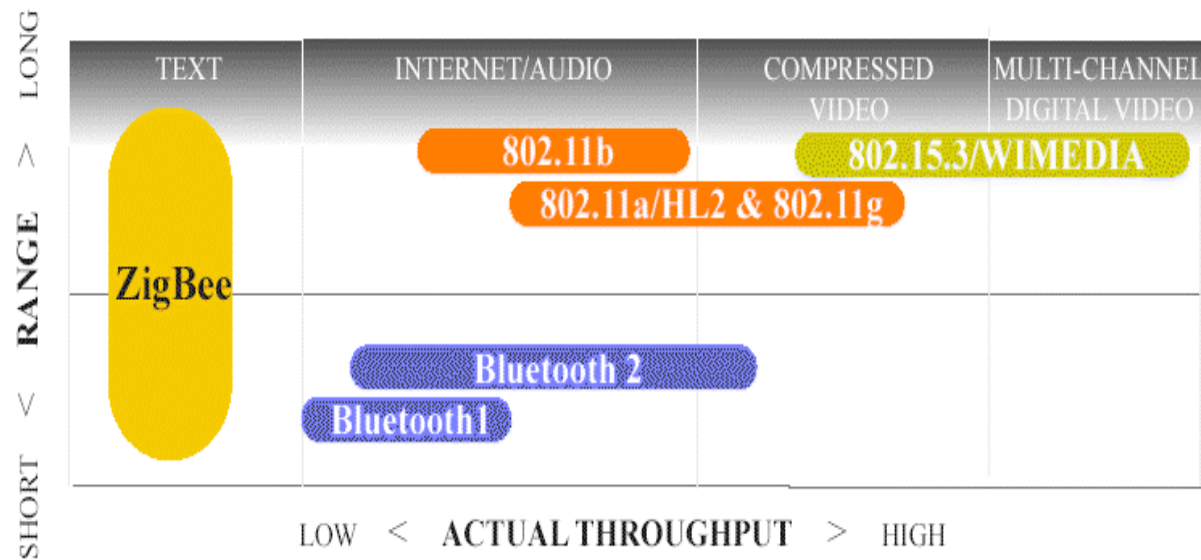 TEXT
INTERNET/AUDIO
COMPRESSED
VIDEO
MULTI-CHANNEL
DIGITAL VIDEO
802.11b
802.15.3/WIMEDIA
802.11a/HL2 & 802.11g
ZigBee
Bluetooth 2
Bluetooth1
SHORT < RANGE > LONG
LOW < ACTUAL THROUGHPUT > HIGH